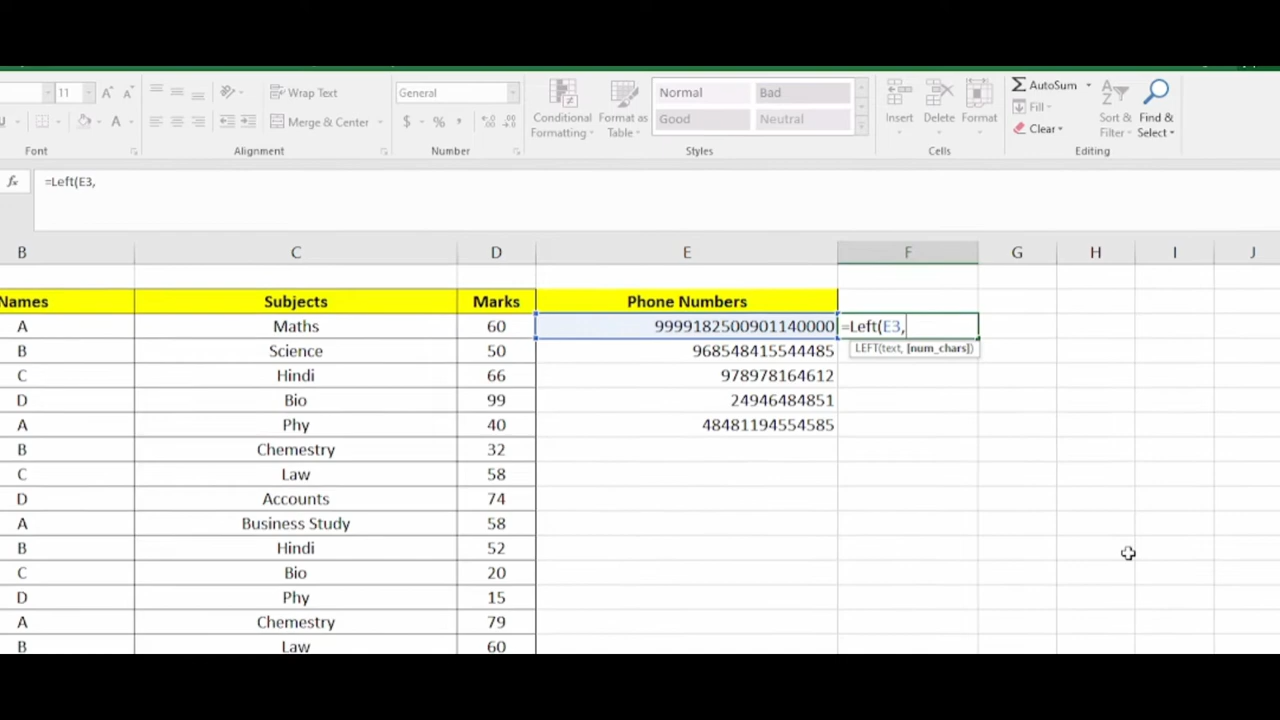 11
A A
Wrap Text
General
Normal
Bad
AutoSum
Conditional
Formatting
Format as
Table
Good
Neutral
Insert
Delete
Format
Fill
Clear
Sort &
Filter
Find &
Select
U
A
Merge & Center
$ % ,
Font
Alignment
Number
Styles
Cells
Editing
fx =Left(E3,
B C D E F G H I J
Names Subjects Marks Phone Numbers
A Maths 60 9999182500901140000 =Left(E3,
LEFT(text, [num_chars])
B Science 50 968548415544485
C Hindi 66 978978164612
D Bio 99 24946484851
A Phy 40 48481194554585
B Chemestry 32
C Law 58
D Accounts 74
A Business Study 58
B Hindi 52
C Bio 20
D Phy 15
A Chemestry 79
B Law 60